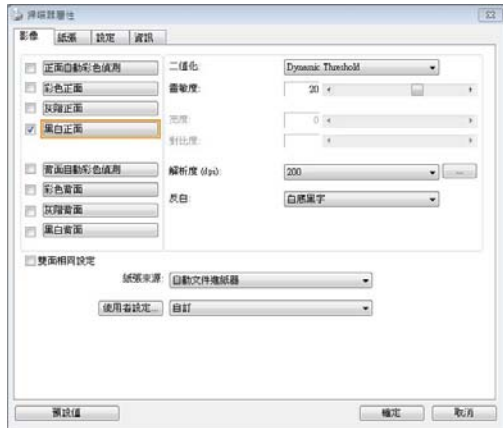 掃描器屬性
影像 紙張 設定 資訊
正面自動彩色偵測
彩色正面
灰階正面
黑白正面
背面自動彩色偵測
彩色背面
灰階背面
黑白背面
二值化: Dynamic Threshold
靈敏度: 20
亮度: 0
對比度:
解析度 (dpi): 200 ...
反白: 白底黑字
雙面相同設定
紙張來源: 自動文件進紙器
使用者設定... 自訂
預設值 確定 取消